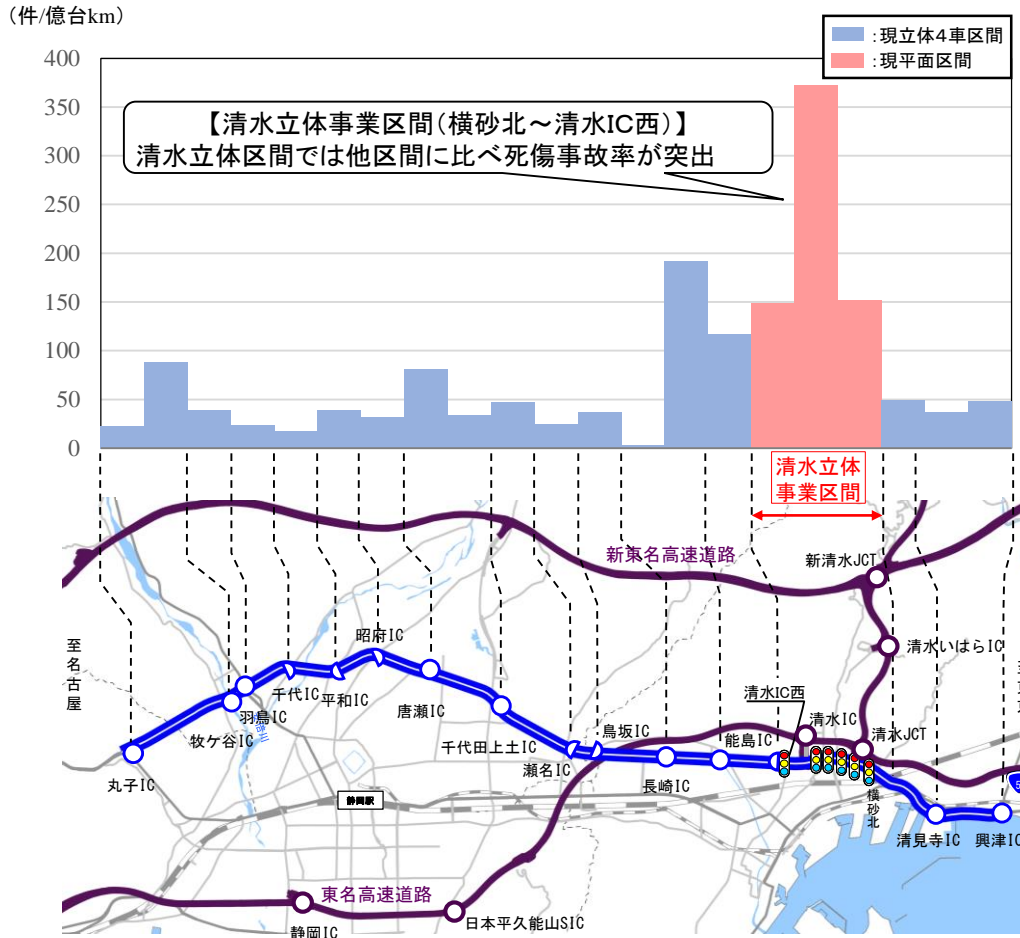 （件/億台km）
：現立体４車区間
：現平面区間
400
350
300
250
200
150
100
50
0
【清水立体事業区間（横砂北～清水IC西）】
清水立体区間では他区間に比べ死傷事故率が突出
清水立体
事業区間
新東名高速道路
新清水JCT
至名古屋
昭府IC
清水いはらIC
千代IC
平和IC
羽鳥IC
牧ケ谷IC
唐瀬IC
千代田上土IC
瀬名IC
鳥坂IC
長崎IC
能島IC
清水IC西
清水IC
清水JCT
横砂北
丸子IC
静岡駅
清見寺IC
興津IC
東名高速道路
静岡IC
日本平久能山SIC